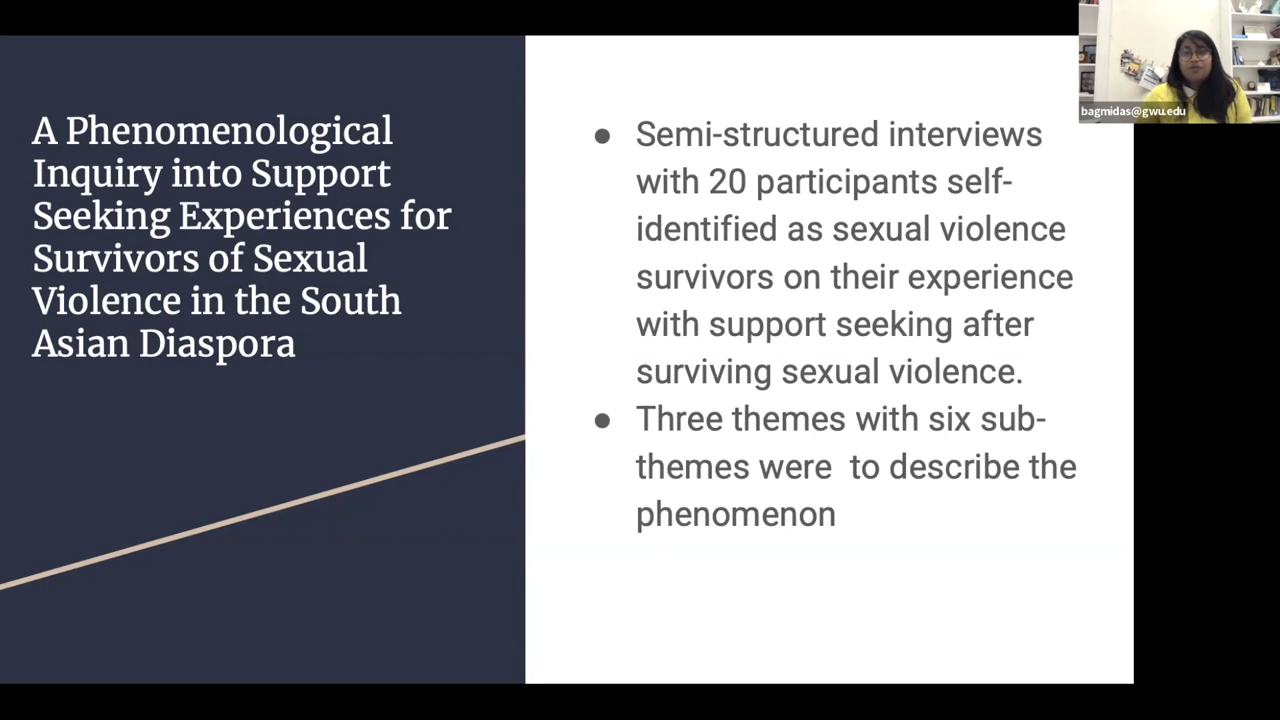 A Phenomenological
Inquiry into Support
Seeking Experiences for
Survivors of Sexual
Violence in the South
Asian Diaspora
● Semi-structured interviews
with 20 participants self-
identified as sexual violence
survivors on their experience
with support seeking after
surviving sexual violence.
● Three themes with six sub-
themes were  to describe the
phenomenon
bagmidas@gwu.edu